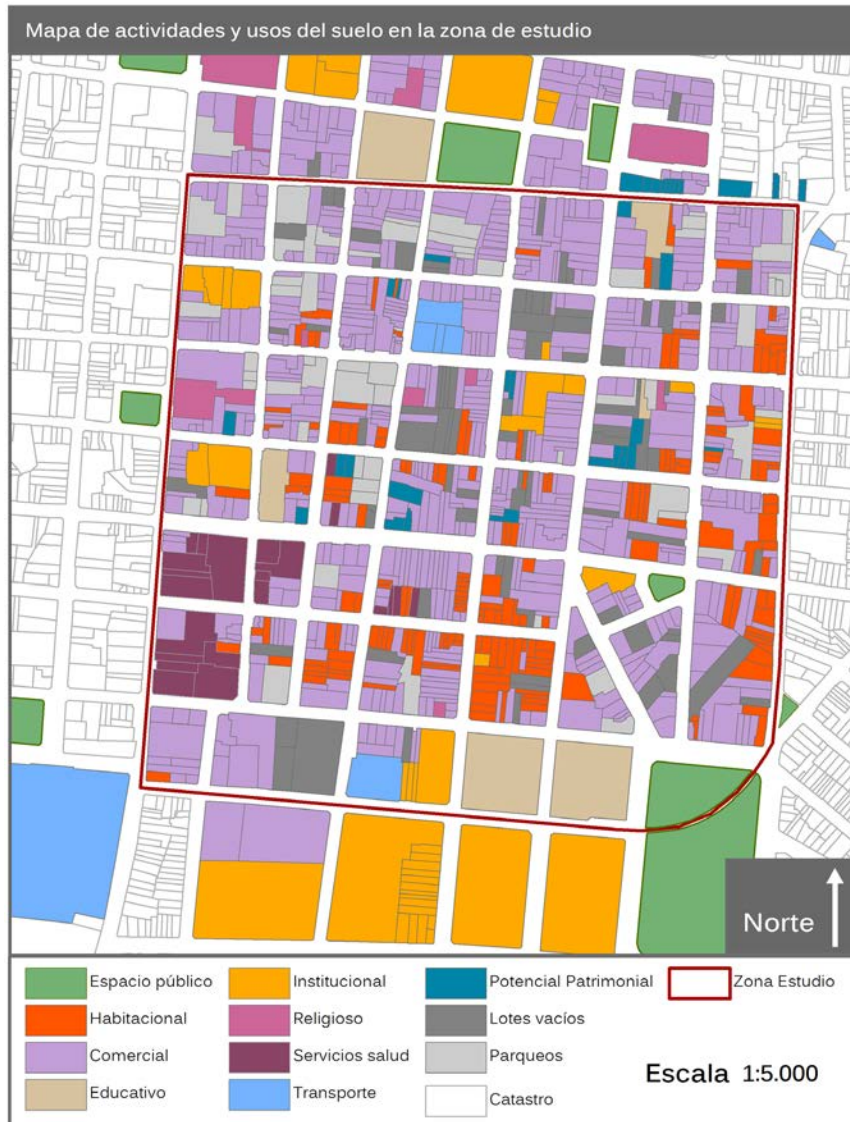 Mapa de actividades y usos del suelo en la zona de estudio
Norte
Espacio público
Institucional
Potencial Patrimonial
Zona Estudio
Habitacional
Religioso
Lotes vacíos
Comercial
Servicios salud
Parqueos
Educativo
Transporte
Catastro
Escala 1:5.000